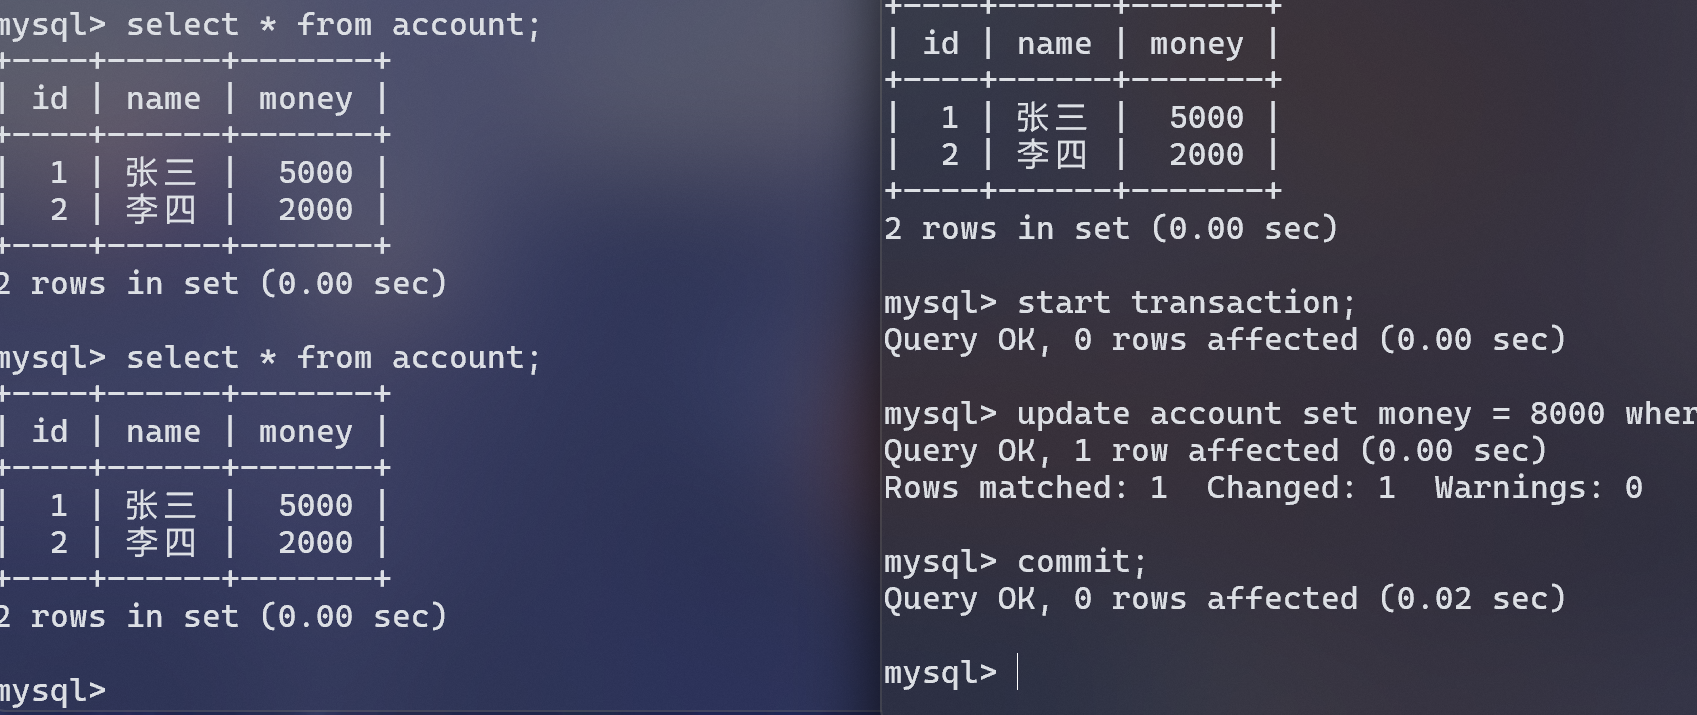 mysql> select * from account;
+----+------+-------+
| id | name | money |
+----+------+-------+
| 1 | 张三 | 5000 |
| 2 | 李四 | 2000 |
+----+------+-------+
2 rows in set (0.00 sec)
mysql> select * from account;
+----+------+-------+
| id | name | money |
+----+------+-------+
| 1 | 张三 | 5000 |
| 2 | 李四 | 2000 |
+----+------+-------+
2 rows in set (0.00 sec)
mysql>
+----+------+-------+
| id | name | money |
+----+------+-------+
| 1 | 张三 | 5000 |
| 2 | 李四 | 2000 |
+----+------+-------+
2 rows in set (0.00 sec)
mysql> start transaction;
Query OK, 0 rows affected (0.00 sec)
mysql> update account set money = 8000 wher
Query OK, 1 row affected (0.00 sec)
Rows matched: 1 Changed: 1 Warnings: 0
mysql> commit;
Query OK, 0 rows affected (0.02 sec)
mysql>